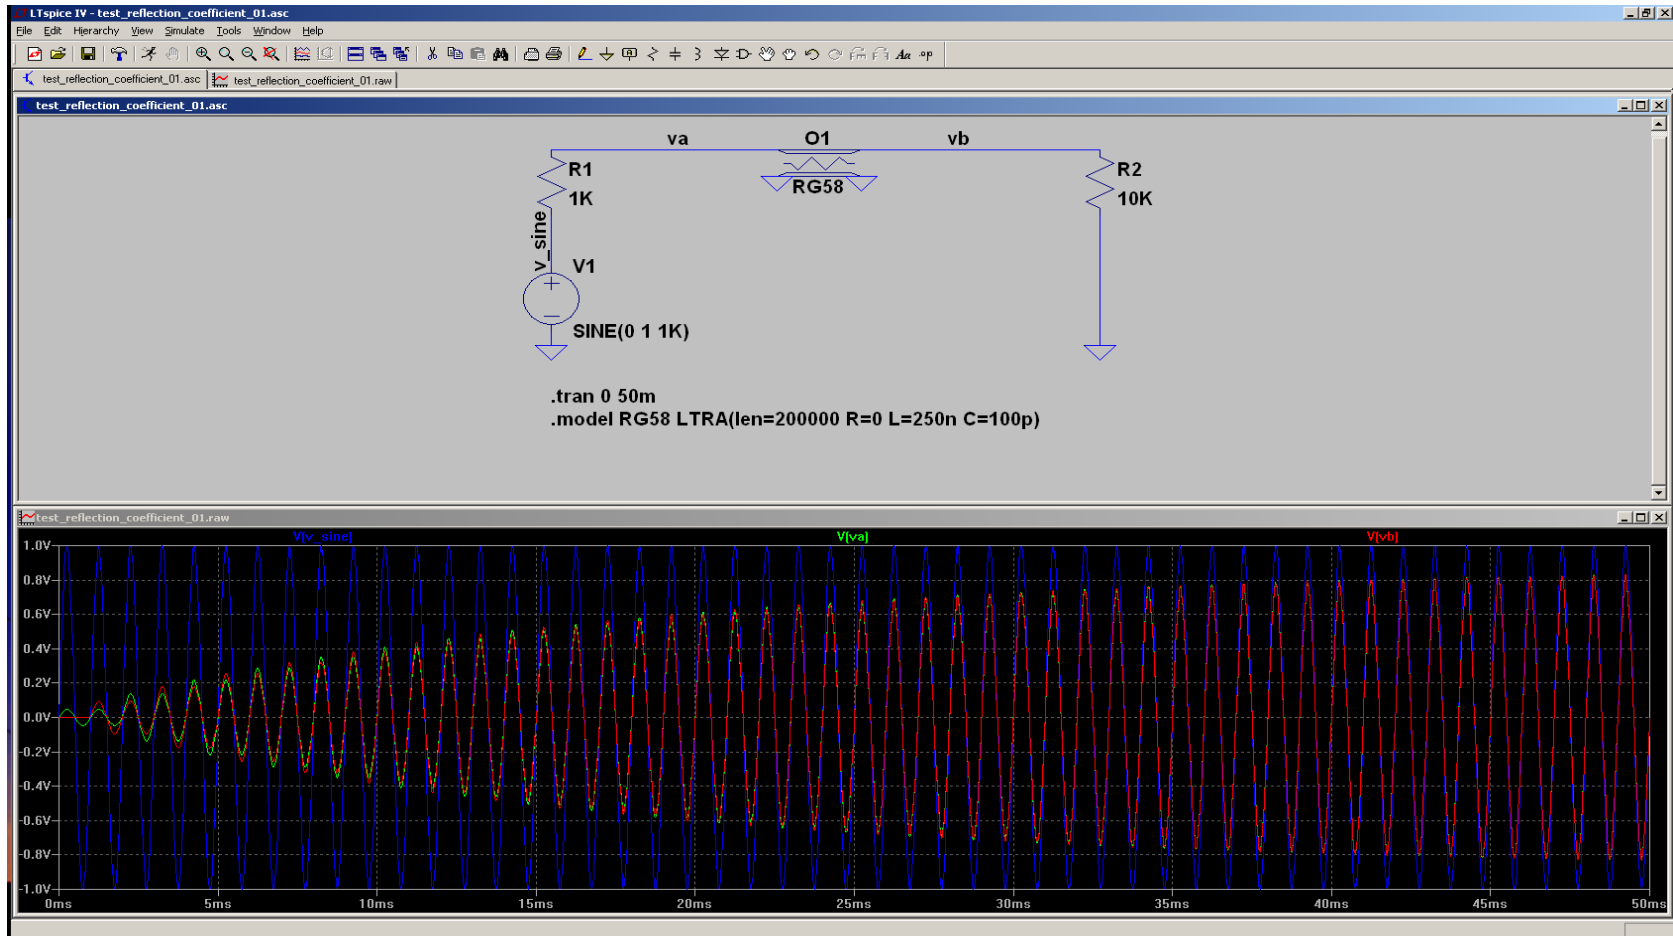 LTspice IV - test_reflection_coefficient_01.asc
File Edit Hierarchy View Simulate Tools Window Help
test_reflection_coefficient_01.asc test_reflection_coefficient_01.raw
test_reflection_coefficient_01.asc
va O1 vb
R1 R2
RG58
1K 10K
v_sine
V1
SINE(0 1 1K)
.tran 0 50m
.model RG58 LTRA(len=200000 R=0 L=250n C=100p)
test_reflection_coefficient_01.raw
V(v_sine) V(va) V(vb)
1.0V
0.8V
0.6V
0.4V
0.2V
0.0V
-0.2V
-0.4V
-0.6V
-0.8V
-1.0V
0ms 5ms 10ms 15ms 20ms 25ms 30ms 35ms 40ms 45ms 50ms